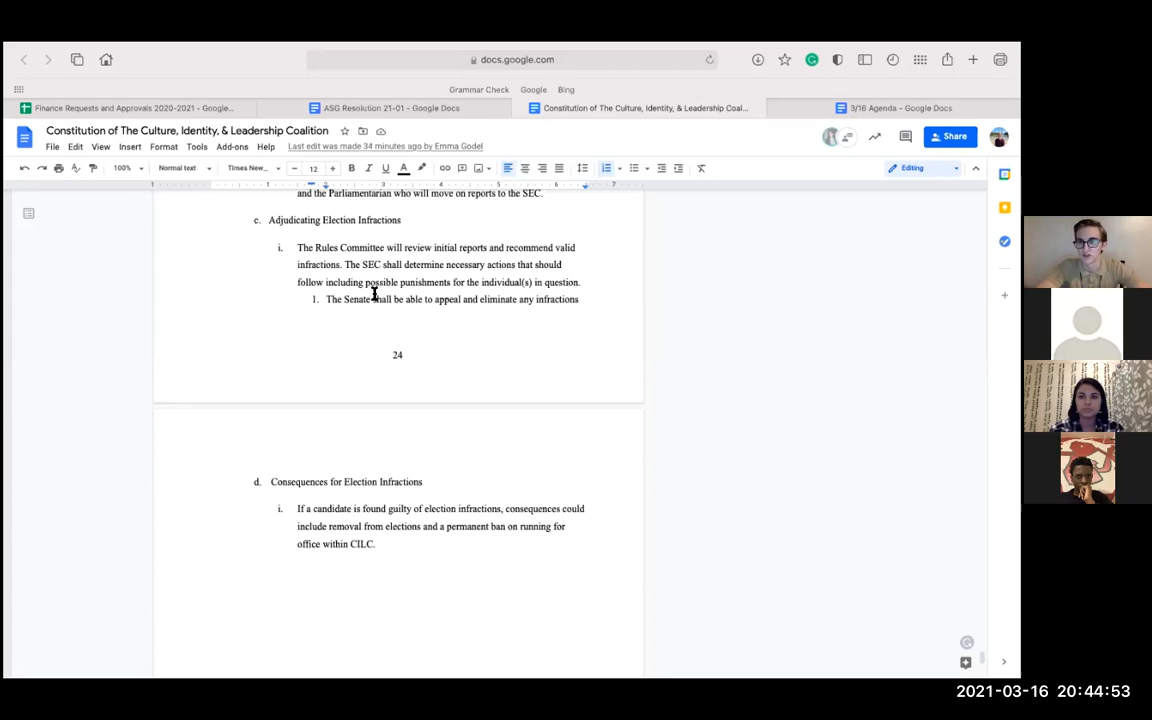 docs.google.com
Grammar Check Google Bing
Finance Requests and Approvals 2020-2021 - Google...
ASG Resolution 21-01 - Google Docs
Constitution of The Culture, Identity, & Leadership Coal...
3/16 Agenda - Google Docs
Constitution of The Culture, Identity, & Leadership Coalition
File Edit View Insert Format Tools Add-ons Help Last edit was made 34 minutes ago by Emma Godel
Share
100% Normal text Times New... 12 B I U A Editing
1 1 2 3 4 5 6 7
and the Parliamentarian who will move on reports to the SEC.
c. Adjudicating Election Infractions
i. The Rules Committee will review initial reports and recommend valid
infractions. The SEC shall determine necessary actions that should
follow including possible punishments for the individual(s) in question.
1. The Senate shall be able to appeal and eliminate any infractions
24
d. Consequences for Election Infractions
i. If a candidate is found guilty of election infractions, consequences could
include removal from elections and a permanent ban on running for
office within CILC.
2021-03-16 20:44:53